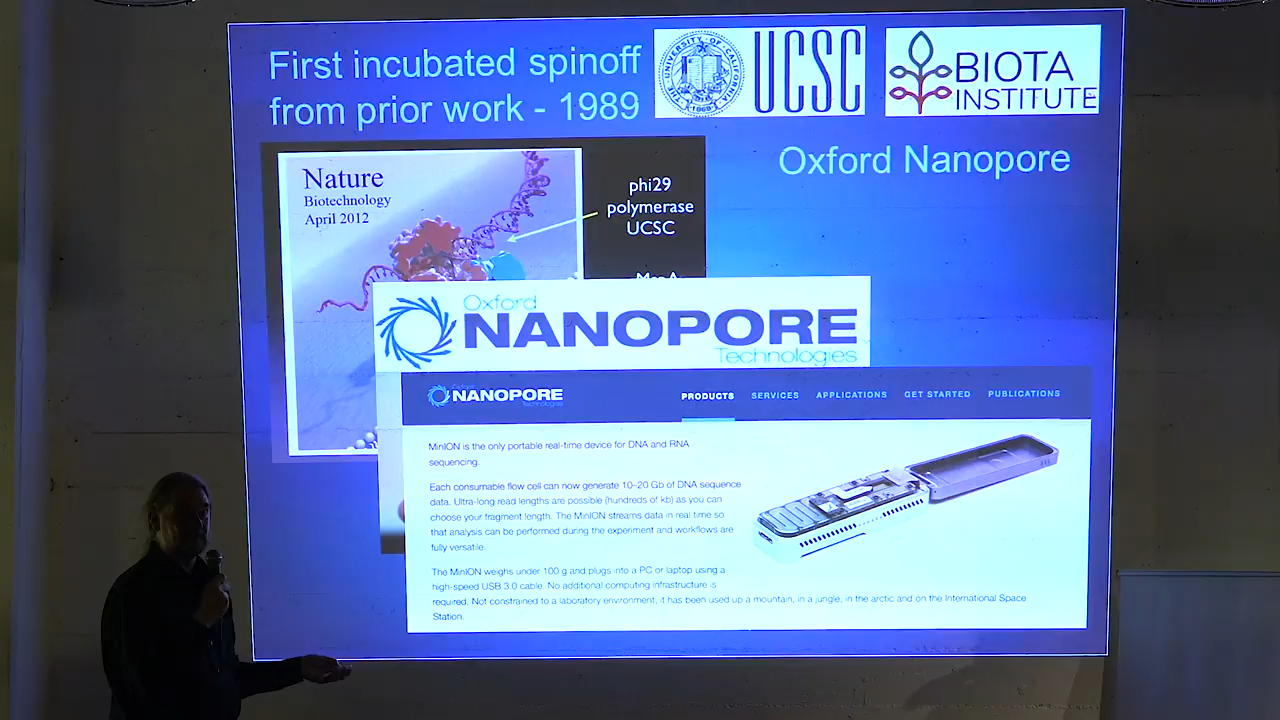 First incubated spinoff
from prior work - 1989
THE UNIVERSITY OF CALIFORNIA
1868
UCSC
BIOTA
INSTITUTE
Oxford Nanopore
Nature
Biotechnology
April 2012
phi29
polymerase
UCSC
Oxford
NANOPORE
Technologies
Oxford
NANOPORE
Technologies
PRODUCTS SERVICES APPLICATIONS GET STARTED PUBLICATIONS
MinION is the only portable real-time device for DNA and RNA
sequencing.
Each consumable flow cell can now generate 10–20 Gb of DNA sequence
data. Ultra-long read lengths are possible (hundreds of kb) as you can
choose your fragment length. The MinION streams data in real time so
that analysis can be performed during the experiment and workflows are
fully versatile.
The MinION weighs under 100 g and plugs into a PC or laptop using a
high-speed USB 3.0 cable. No additional computing infrastructure is
required. Not constrained to a laboratory environment, it has been used up a mountain, in a jungle, in the arctic and on the International Space
Station.